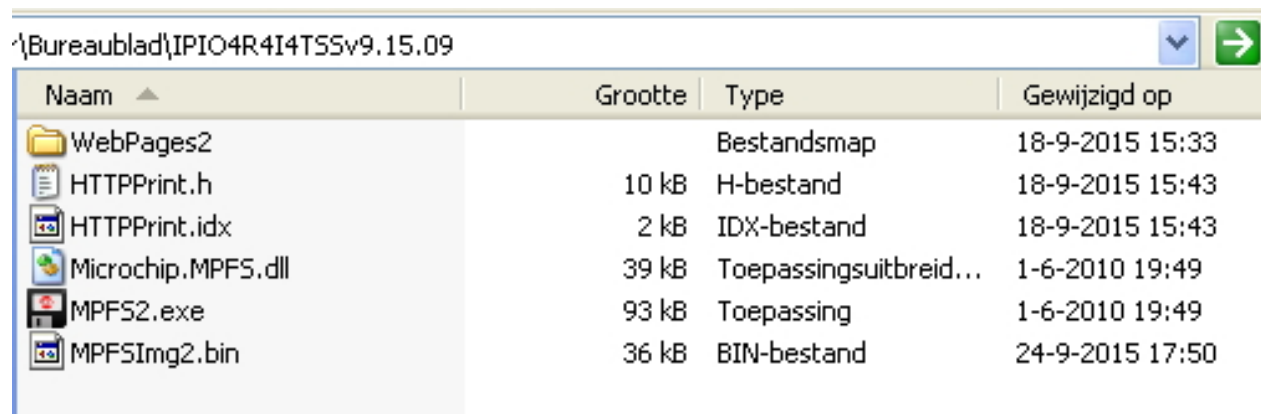 \Bureaublad\IPIO4R4I4TSSv9.15.09
Naam Grootte Type Gewijzigd op
WebPages2 Bestandsmap 18-9-2015 15:33
HTTPPrint.h 10 kB H-bestand 18-9-2015 15:43
HTTPPrint.idx 2 kB IDX-bestand 18-9-2015 15:43
Microchip.MPFS.dll 39 kB Toepassingsuitbreid... 1-6-2010 19:49
MPFS2.exe 93 kB Toepassing 1-6-2010 19:49
MPFSImg2.bin 36 kB BIN-bestand 24-9-2015 17:50